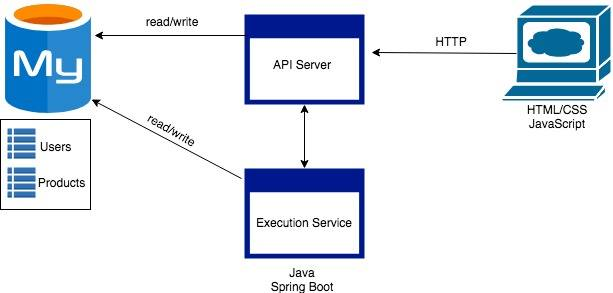 read/write
My
API Server
HTTP
HTML/CSS
JavaScript
Users
Products
read/write
Execution Service
Java
Spring Boot